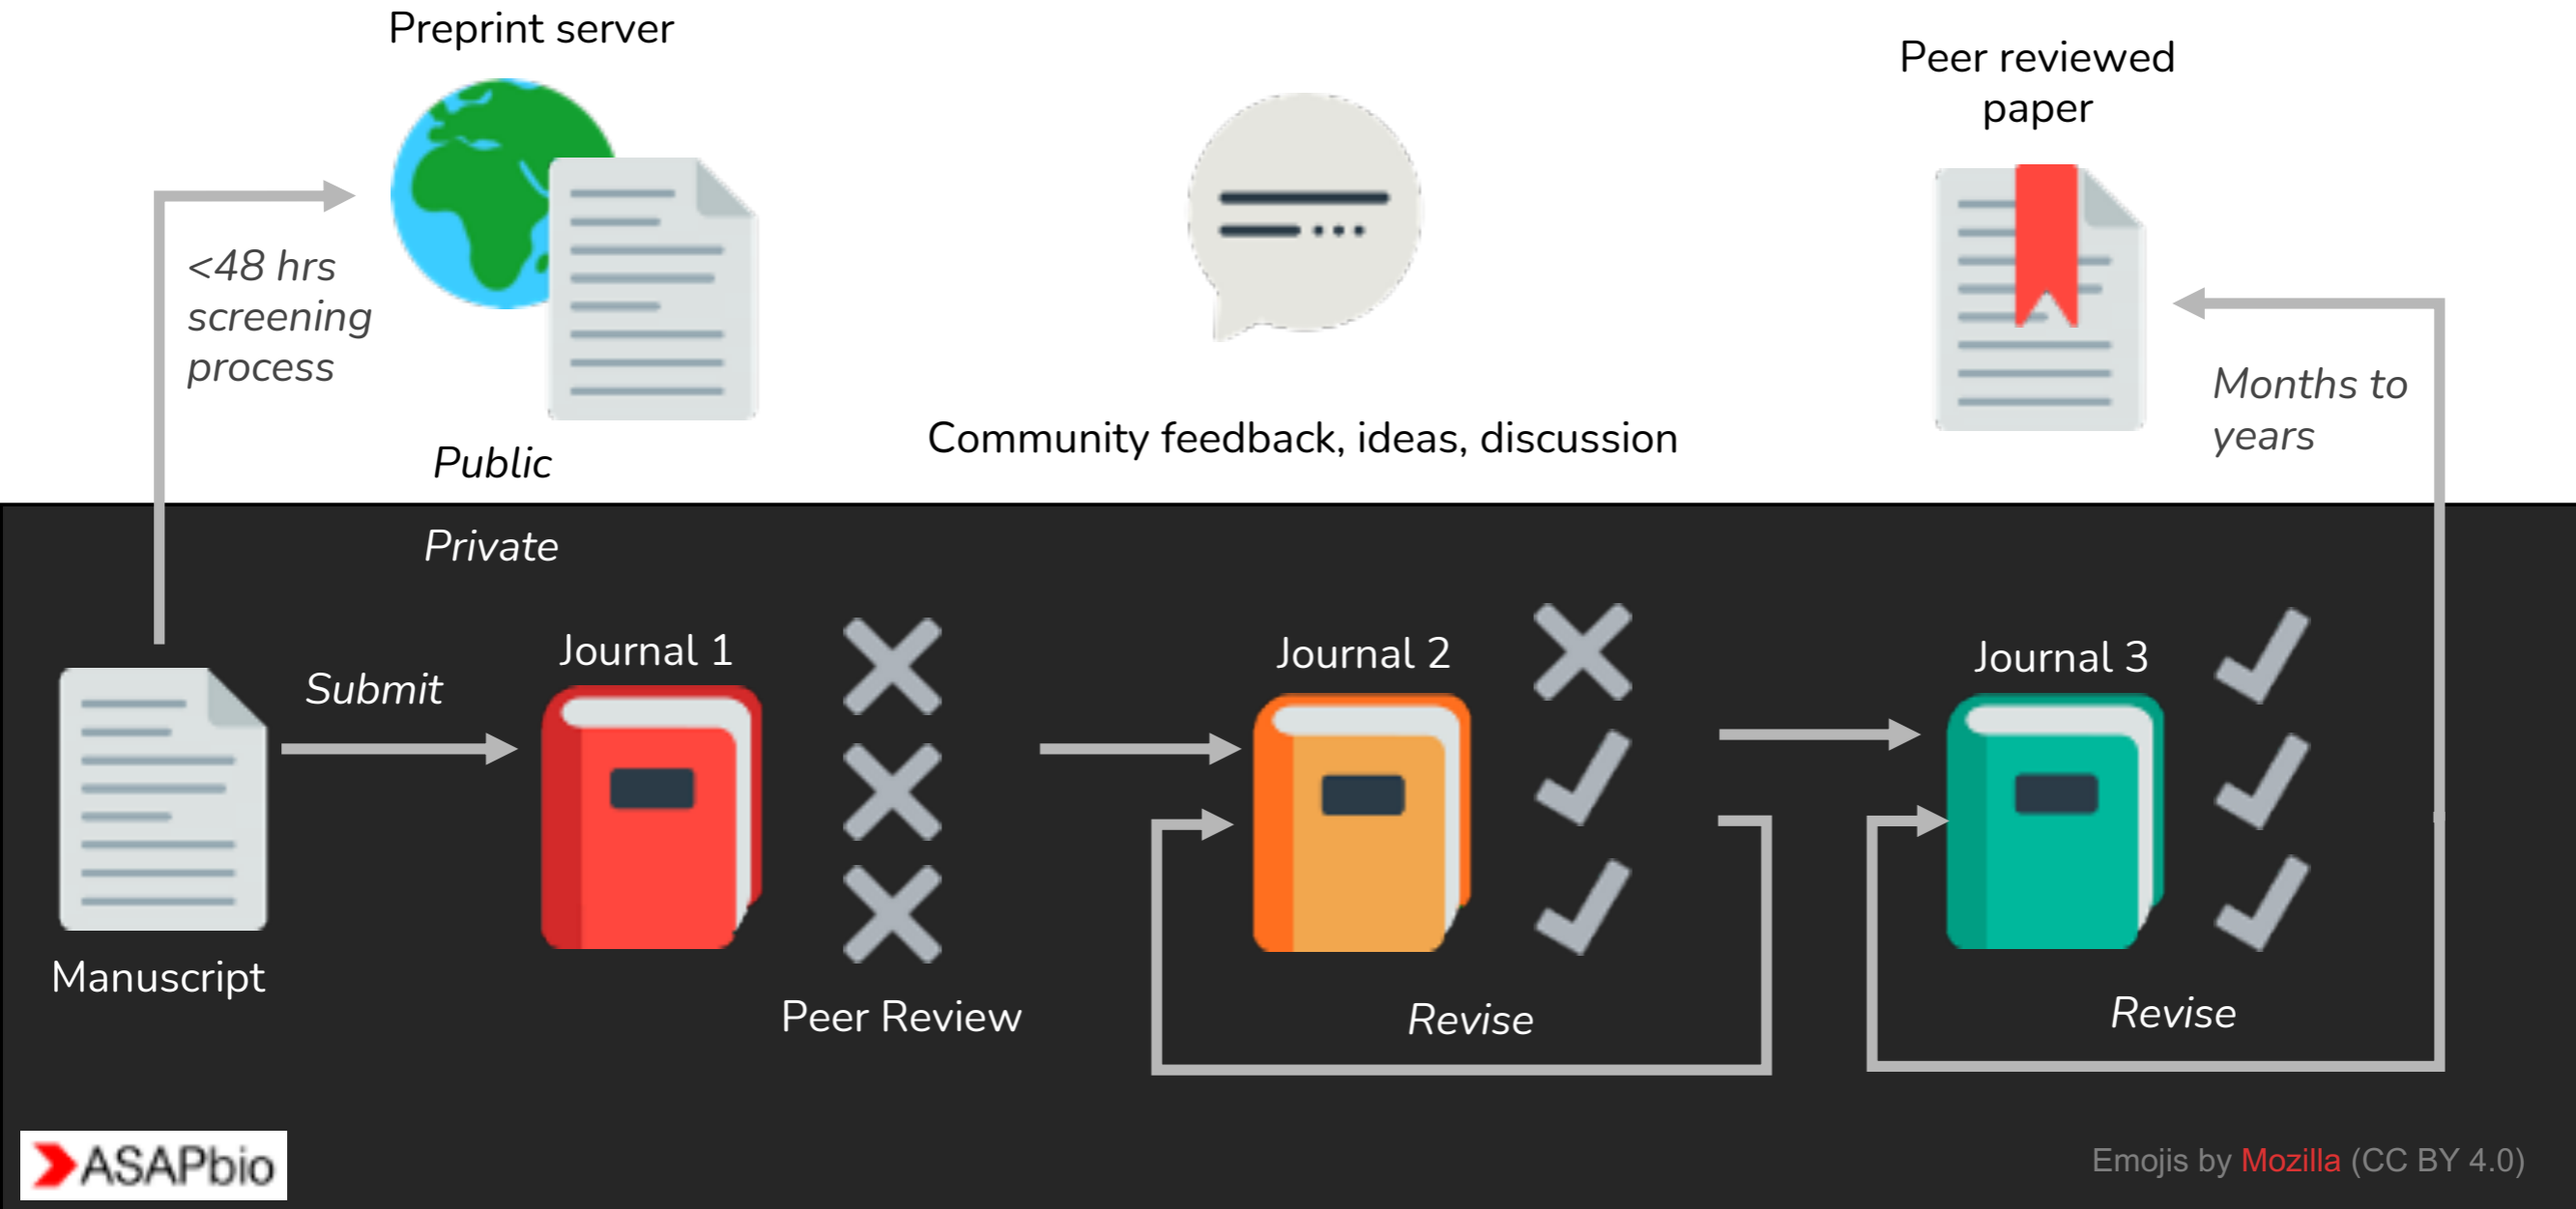 Preprint server
Peer reviewed
paper
<48 hrs
screening
process
Months to
years
Community feedback, ideas, discussion
Public
Private
Submit
Journal 1
Journal 2
Journal 3
Manuscript
Peer Review
Revise
Revise
ASAPbio
Emojis by Mozilla (CC BY 4.0)